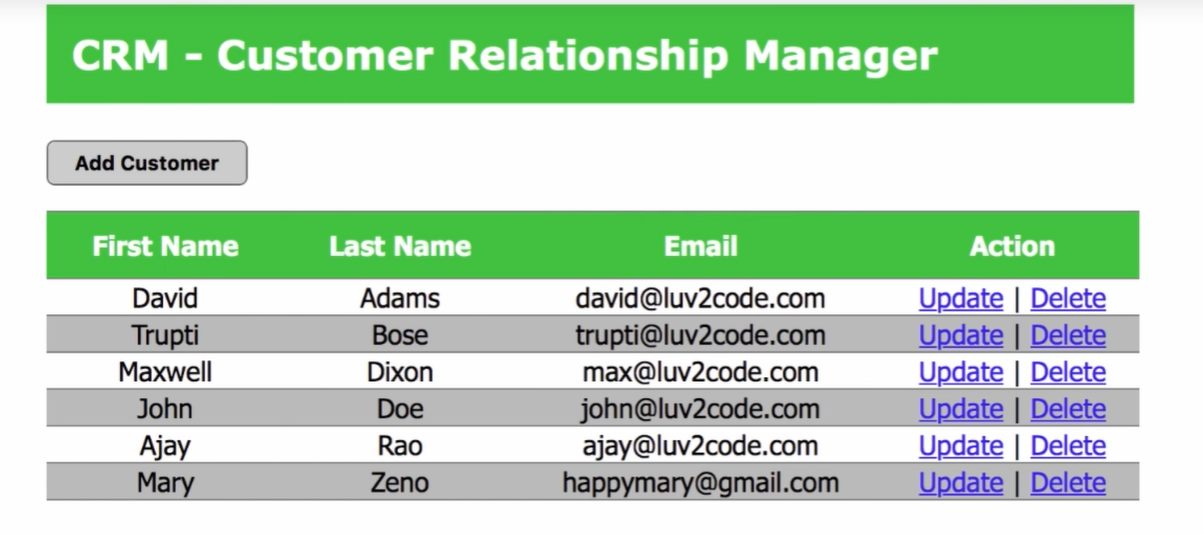 CRM - Customer Relationship Manager
Add Customer
First Name Last Name Email Action
David Adams david@luv2code.com Update | Delete
Trupti Bose trupti@luv2code.com Update | Delete
Maxwell Dixon max@luv2code.com Update | Delete
John Doe john@luv2code.com Update | Delete
Ajay Rao ajay@luv2code.com Update | Delete
Mary Zeno happymary@gmail.com Update | Delete